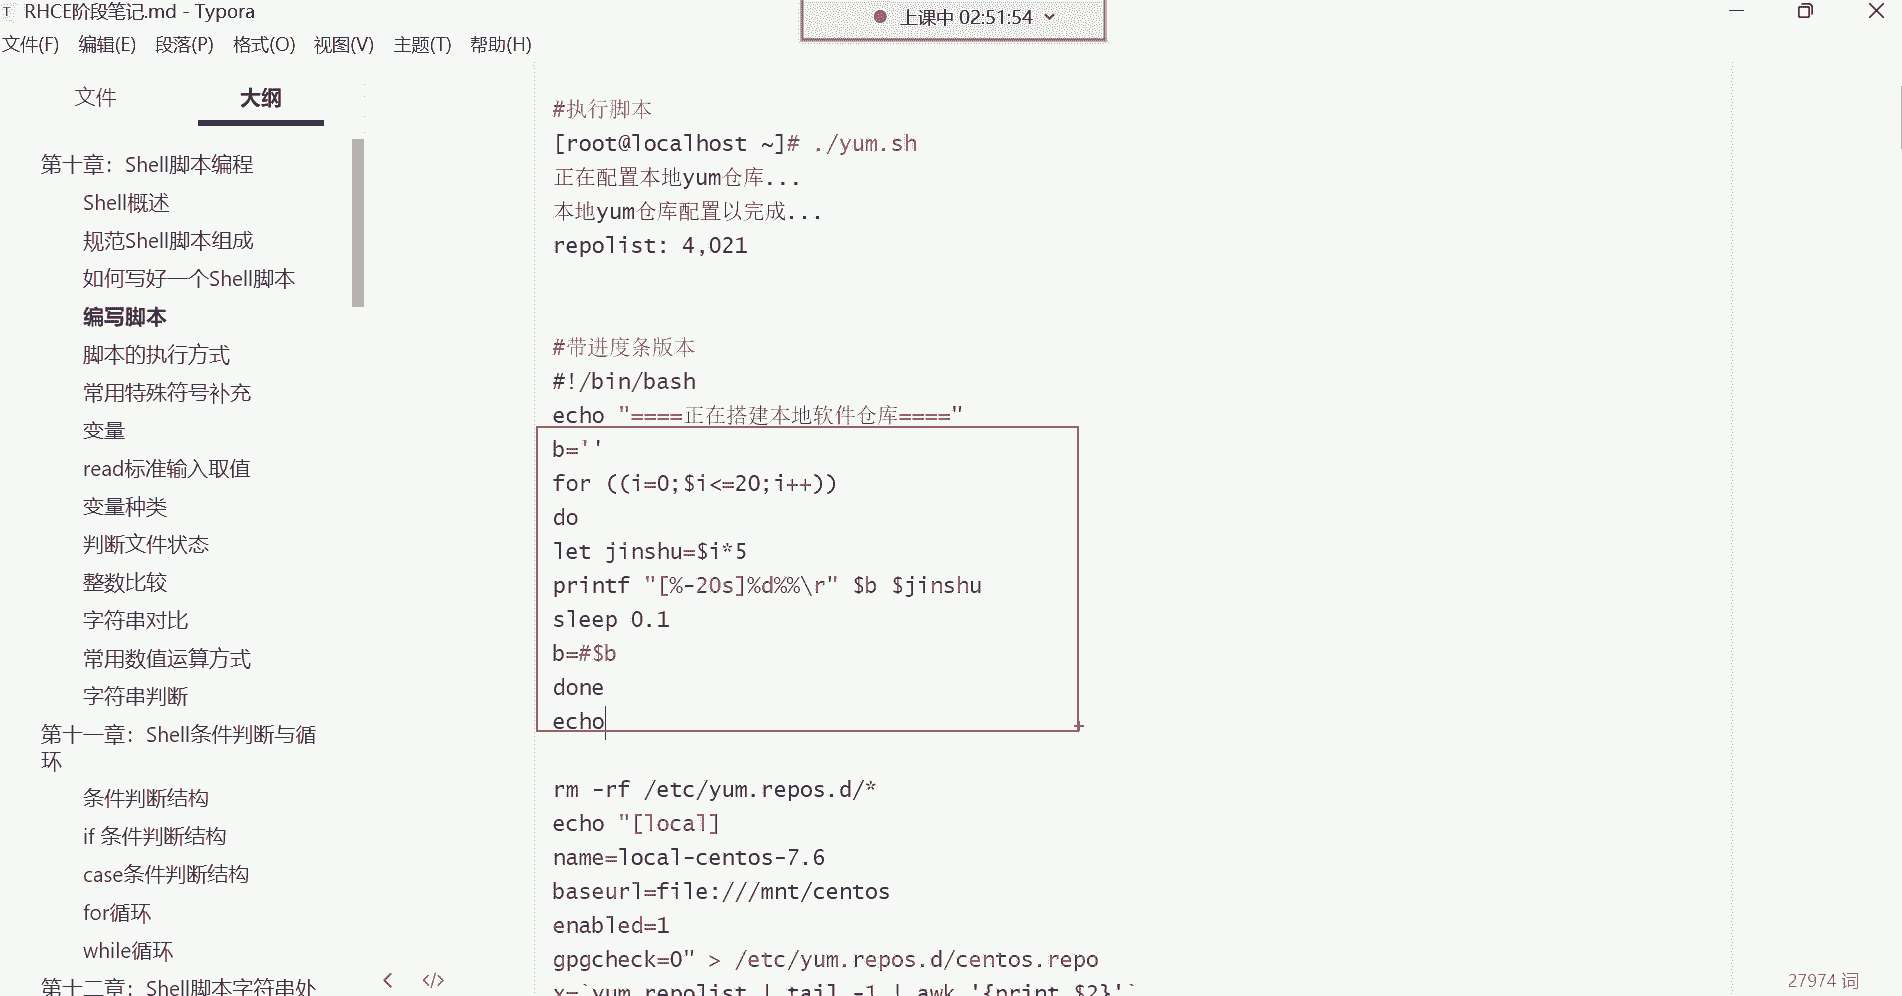 RHCE阶段笔记.md - Typora
上课中 02:51:54
文件(F) 编辑(E) 段落(P) 格式(O) 视图(V) 主题(T) 帮助(H)
文件 大纲
第十章：Shell脚本编程
Shell概述
规范Shell脚本组成
如何写好一个Shell脚本
编写脚本
脚本的执行方式
常用特殊符号补充
变量
read标准输入取值
变量种类
判断文件状态
整数比较
字符串对比
常用数值运算方式
字符串判断
第十一章：Shell条件判断与循
环
条件判断结构
if 条件判断结构
case条件判断结构
for循环
while循环
第十二章：Shell脚本字符串处
#执行脚本
[root@localhost ~]# ./yum.sh
正在配置本地yum仓库...
本地yum仓库配置以完成...
repolist: 4,021
#带进度条版本
#!/bin/bash
echo "====正在搭建本地软件仓库===="
b=''
for ((i=0;$i<=20;i++))
do
let jinshu=$i*5
printf "[%-20s]%d%%\r" $b $jinshu
sleep 0.1
b=#$b
done
echo
rm -rf /etc/yum.repos.d/*
echo "[local]
name=local-centos-7.6
baseurl=file:///mnt/centos
enabled=1
gpgcheck=0" > /etc/yum.repos.d/centos.repo
x=`yum repolist | tail -1 | awk '{print $2}'`
27974 词